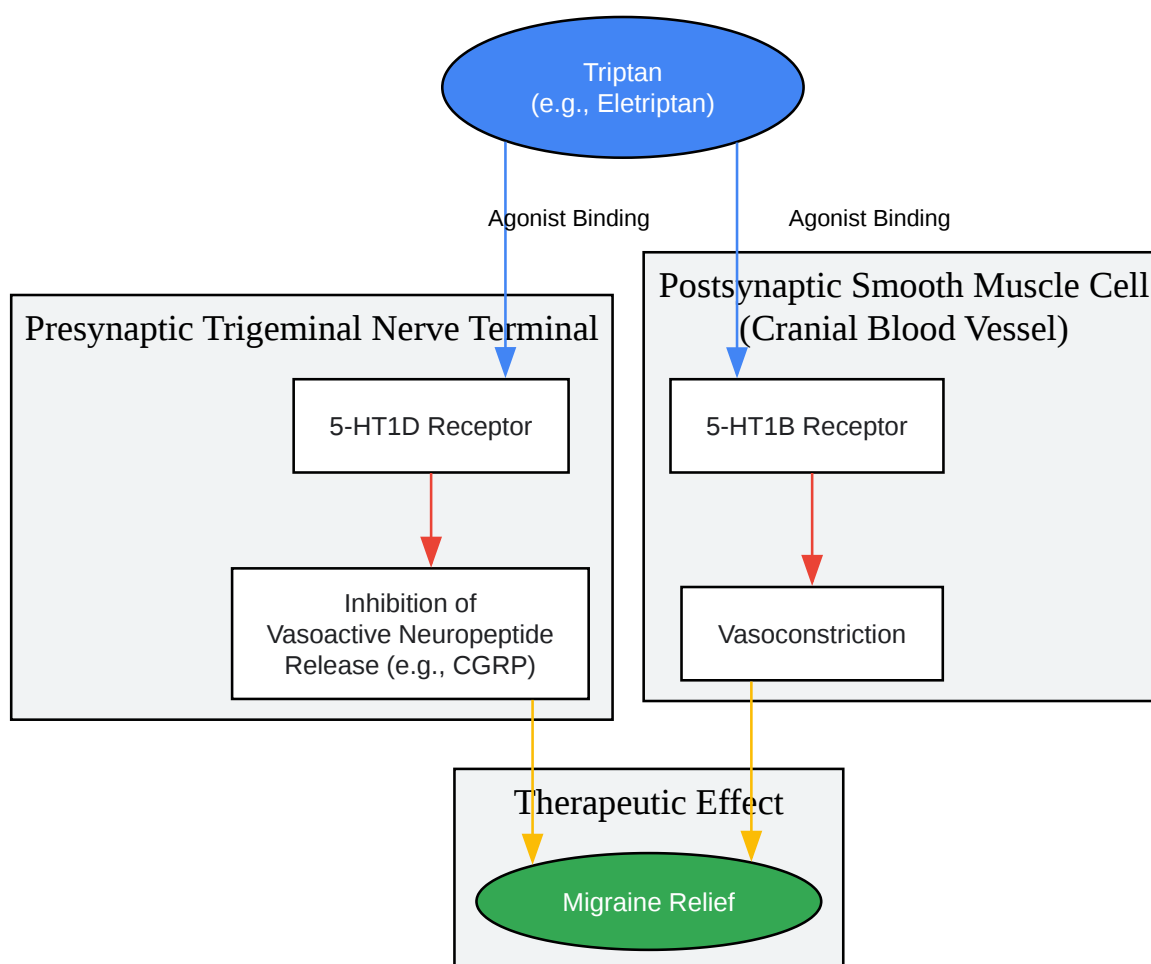 Triptan
(e.g., Eletriptan)
Agonist Binding
Agonist Binding
Presynaptic Trigeminal Nerve Terminal
5-HT1D Receptor
Inhibition of
Vasoactive Neuropeptide
Release (e.g., CGRP)
Postsynaptic Smooth Muscle Cell
(Cranial Blood Vessel)
5-HT1B Receptor
Vasoconstriction
Therapeutic Effect
Migraine Relief